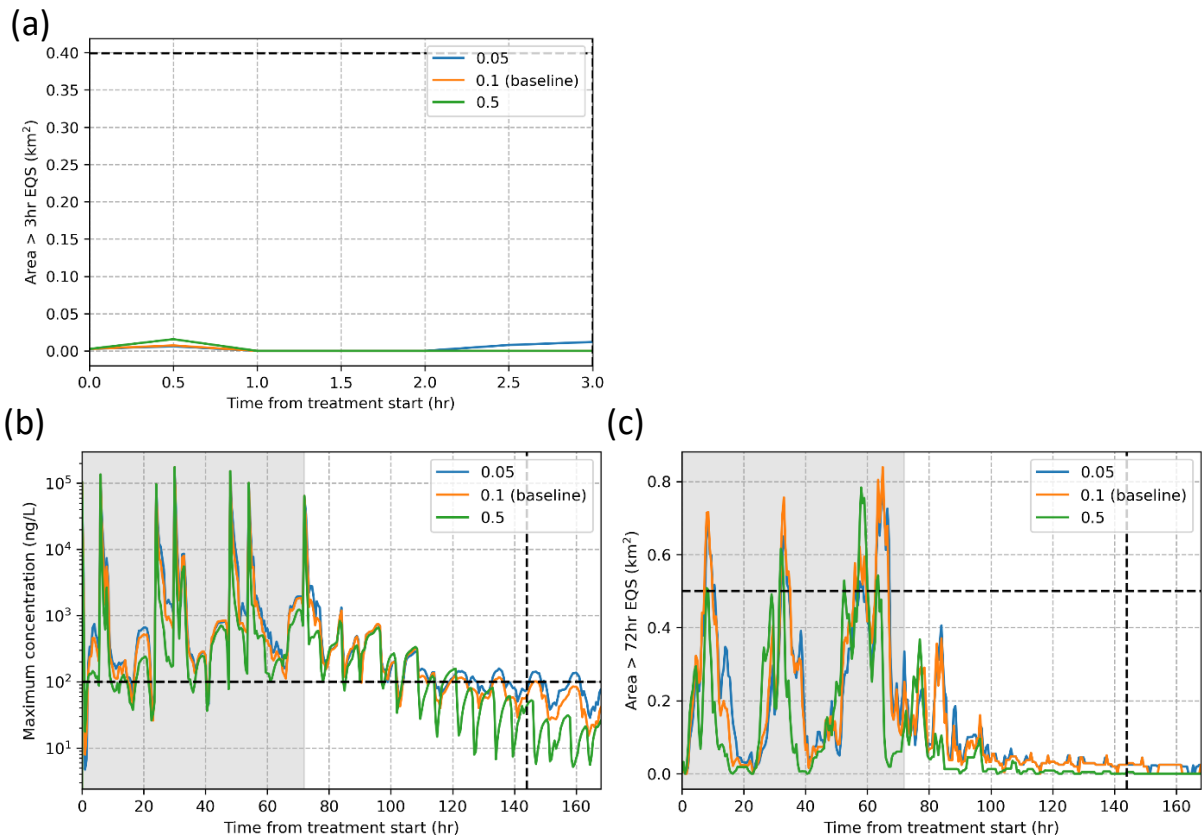 (a)
0.40
0.35
0.30
0.25
0.20
0.15
0.10
0.05
0.00
Area > 3hr EQS (km²)
0.05
0.1 (baseline)
0.5
0.0 0.5 1.0 1.5 2.0 2.5 3.0
Time from treatment start (hr)
(b)
10⁵
10⁴
10³
10²
10¹
Maximum concentration (ng/L)
0.05
0.1 (baseline)
0.5
0 20 40 60 80 100 120 140 160
Time from treatment start (hr)
(c)
0.8
0.6
0.4
0.2
0.0
Area > 72hr EQS (km²)
0.05
0.1 (baseline)
0.5
0 20 40 60 80 100 120 140 160
Time from treatment start (hr)